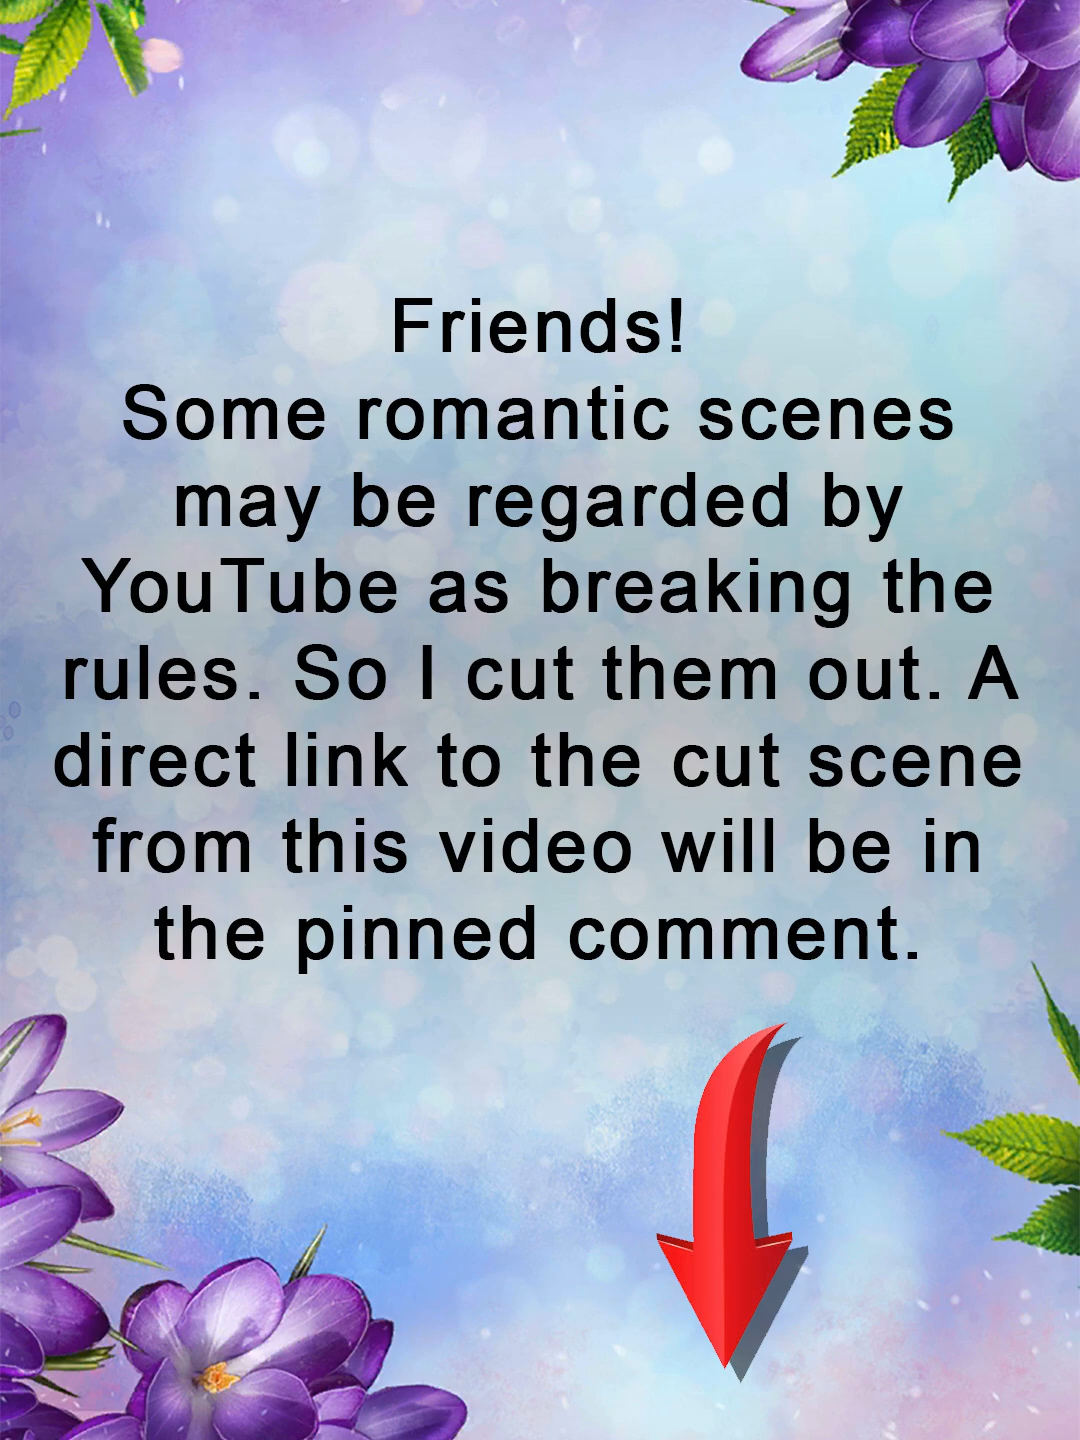 Friends!
Some romantic scenes
may be regarded by
YouTube as breaking the
rules. So I cut them out. A
direct link to the cut scene
from this video will be in
the pinned comment.